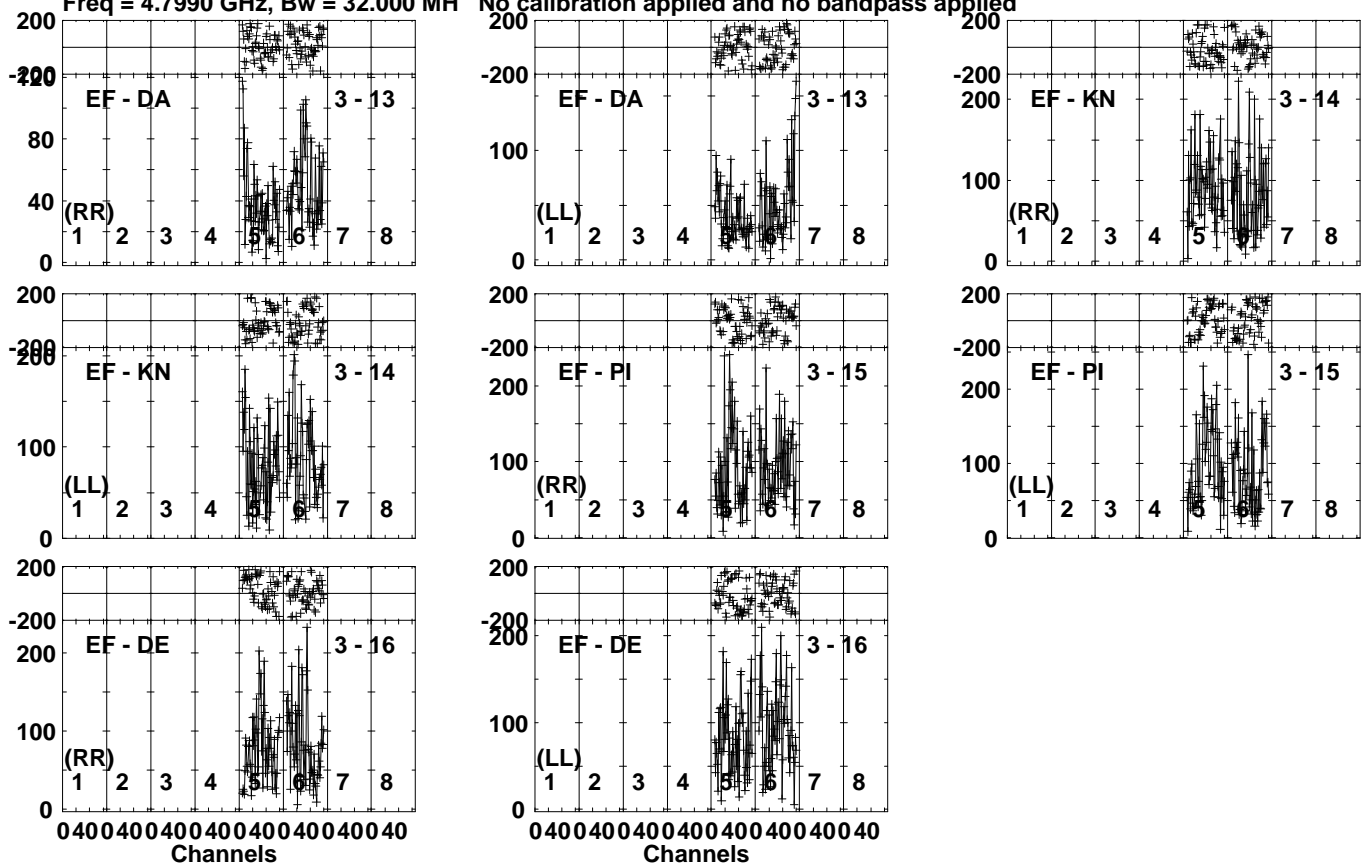 Freq = 4.7990 GHz, Bw = 32.000 MH No calibration applied and no bandpass applied
200
-200
120
EF - DA 3 - 13
80
40
(RR)
1 2 3 4 5 6 7 8
0
200
-200
EF - DA 3 - 13
100
(LL)
1 2 3 4 5 6 7 8
0
200
-200
200
EF - KN 3 - 14
100
(RR)
1 2 3 4 5 6 7 8
0
200
-200
200
EF - KN 3 - 14
100
(LL)
1 2 3 4 5 6 7 8
0
200
-200
EF - PI 3 - 15
200
100
(RR)
1 2 3 4 5 6 7 8
0
200
-200
EF - PI 3 - 15
200
100
(LL)
1 2 3 4 5 6 7 8
0
200
-200
EF - DE 3 - 16
200
100
(RR)
1 2 3 4 5 6 7 8
0
0 40 0 40 0 40 0 40 0 40 0 40 0 40 0 40
Channels
200
-200
200
EF - DE 3 - 16
100
(LL)
1 2 3 4 5 6 7 8
0
0 40 0 40 0 40 0 40 0 40 0 40 0 40 0 40
Channels